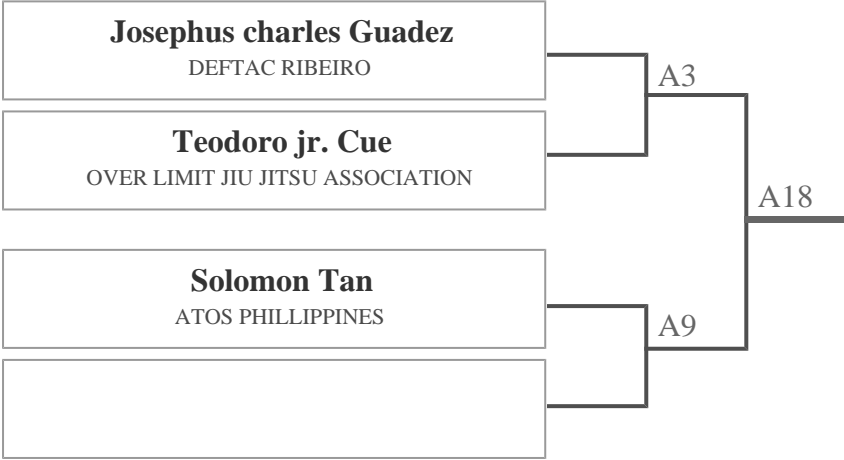 Josephus charles Guadez
DEFTAC RIBEIRO
A3
Teodoro jr. Cue
OVER LIMIT JIU JITSU ASSOCIATION
A18
Solomon Tan
ATOS PHILLIPPINES
A9